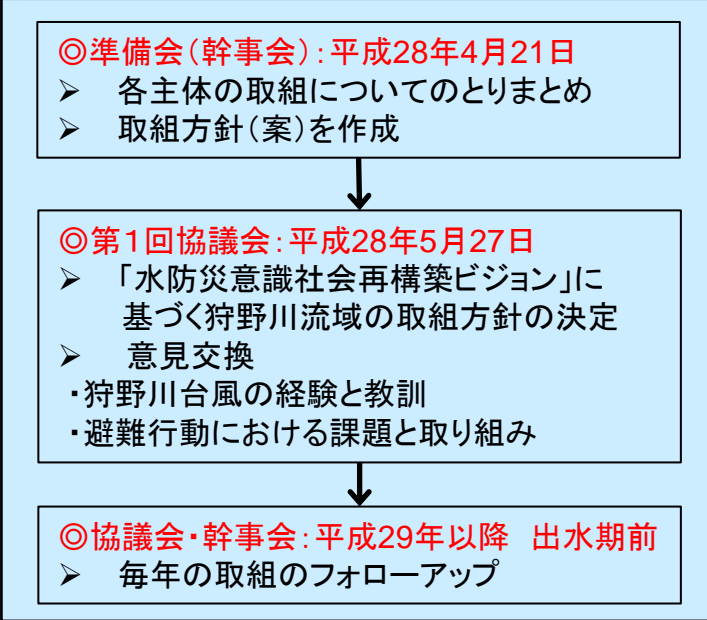 ◎準備会(幹事会):平成28年4月21日
➢ 各主体の取組についてのとりまとめ
➢ 取組方針(案)を作成
◎第1回協議会:平成28年5月27日
➢ 「水防災意識社会再構築ビジョン」に
基づく狩野川流域の取組方針の決定
➢ 意見交換
・狩野川台風の経験と教訓
・避難行動における課題と取り組み
◎協議会・幹事会:平成29年以降 出水期前
➢ 毎年の取組のフォローアップ